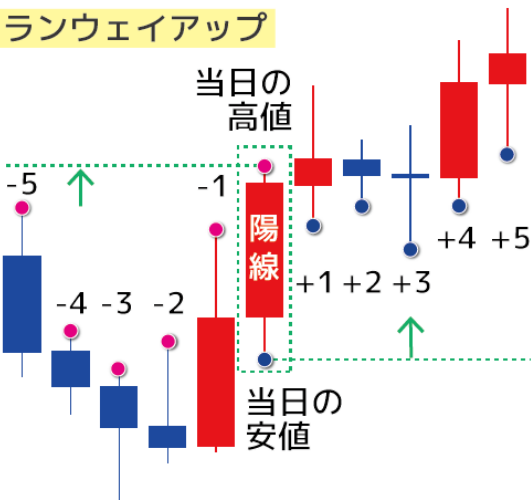 ランウェイアップ
当日の
高値
-5
-1
-4 -3 -2
陽
線
+1 +2 +3
+4 +5
当日の
安値